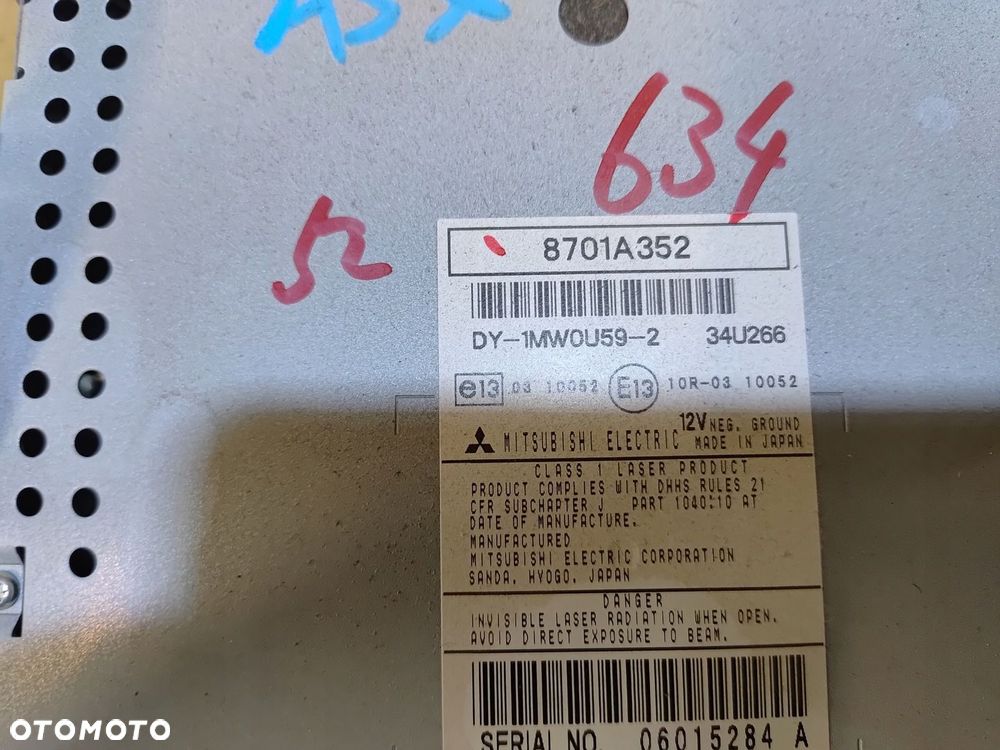 ASX
634
52
8701A352
DY-1MW0U59-2 34U266
e13 03 10052 E13 10R-03 10052
12V NEG. GROUND
MITSUBISHI ELECTRIC MADE IN JAPAN
CLASS 1 LASER PRODUCT
PRODUCT COMPLIES WITH DHHS RULES 21
CFR SUBCHAPTER J PART 1040.10 AT
DATE OF MANUFACTURE.
MANUFACTURED
MITSUBISHI ELECTRIC CORPORATION
SANDA, HYOGO, JAPAN
DANGER
INVISIBLE LASER RADIATION WHEN OPEN.
AVOID DIRECT EXPOSURE TO BEAM.
SERIAL NO. 06015284 A
OTOMOTO